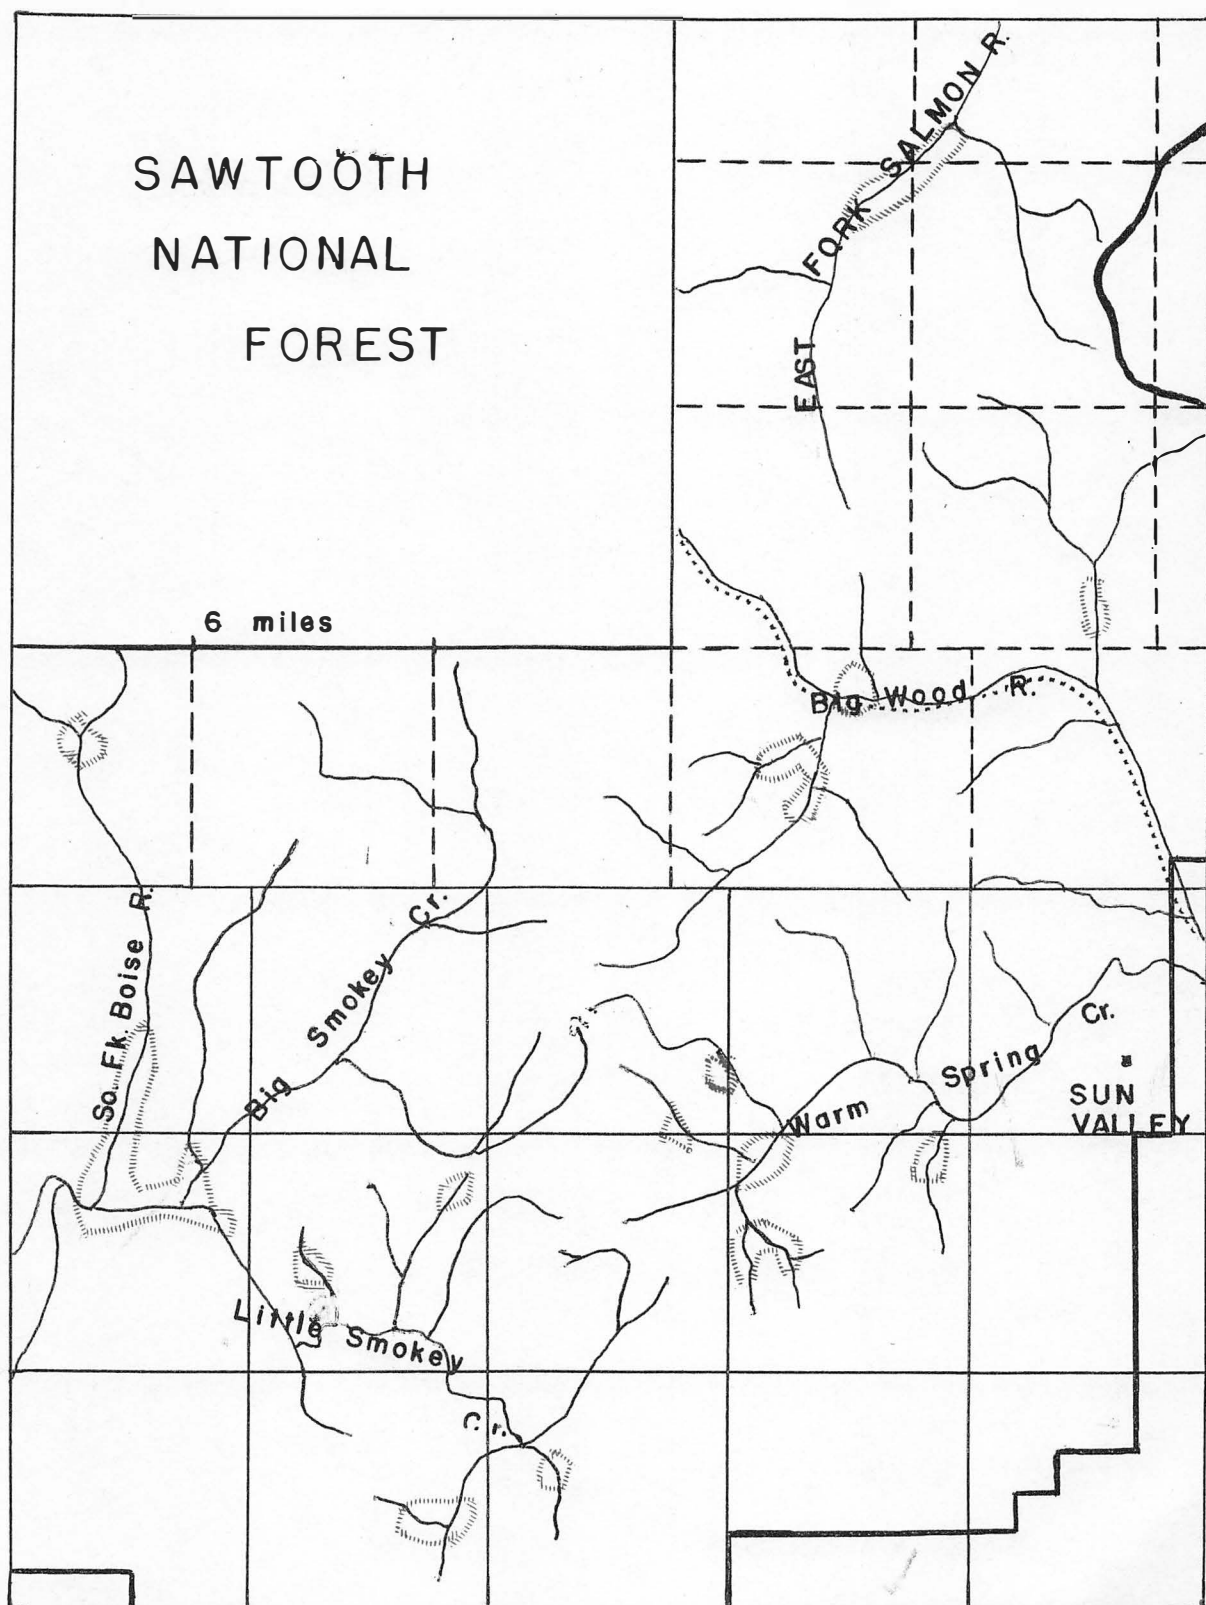 SAWTOOTH
NATIONAL
FOREST
EAST FORK SALMON R.
6 miles
Big Wood R.
So. Fk. Boise R.
Big Smokey Cr.
Warm Spring Cr.
SUN
VALLEY
Little Smokey Cr.